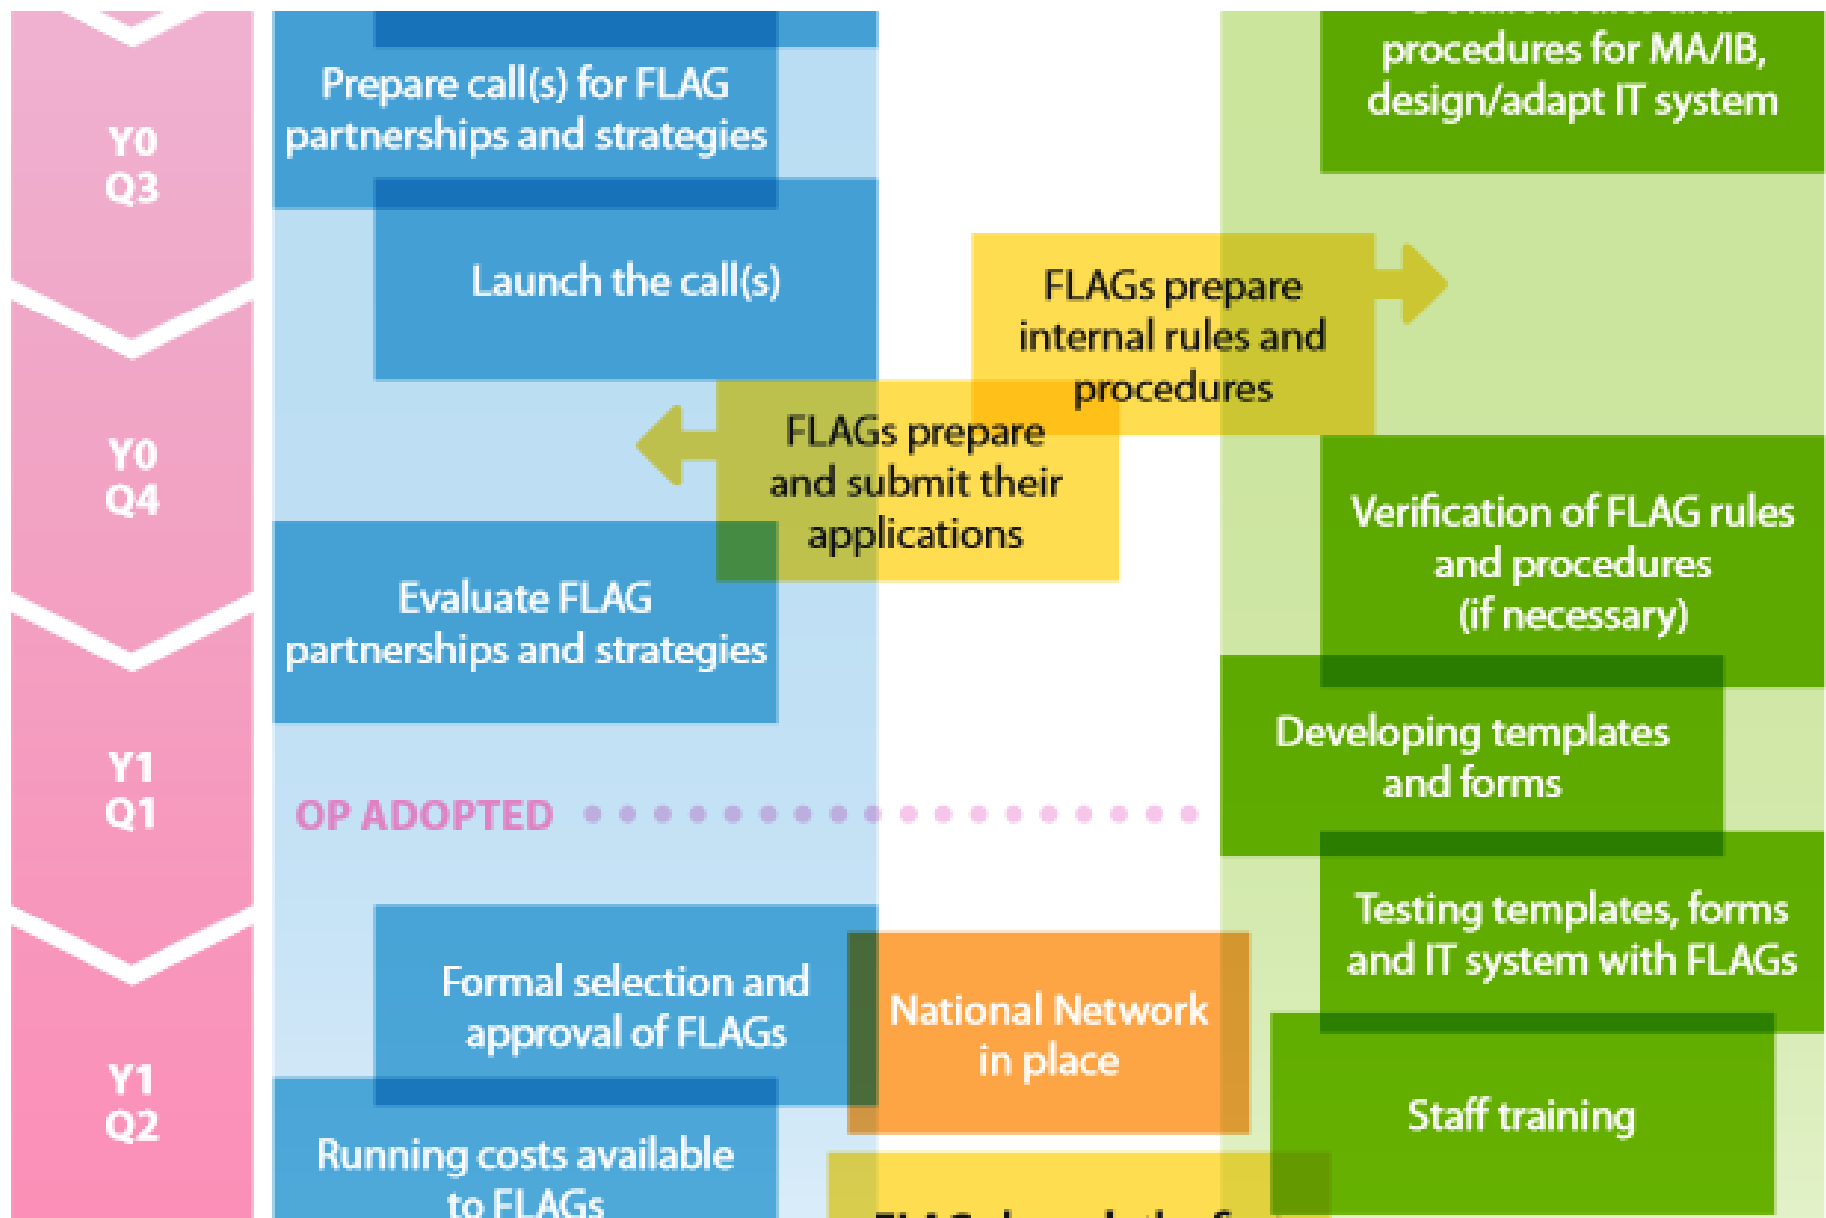 Y0
Q3
Y0
Q4
Y1
Q1
Y1
Q2
Prepare call(s) for FLAG
partnerships and strategies
Launch the call(s)
Evaluate FLAG
partnerships and strategies
OP ADOPTED
Formal selection and
approval of FLAGs
Running costs available
to FLAGs
FLAGs prepare
internal rules and
procedures
FLAGs prepare
and submit their
applications
National Network
in place
procedures for MA/IB,
design/adapt IT system
Verification of FLAG rules
and procedures
(if necessary)
Developing templates
and forms
Testing templates, forms
and IT system with FLAGs
Staff training